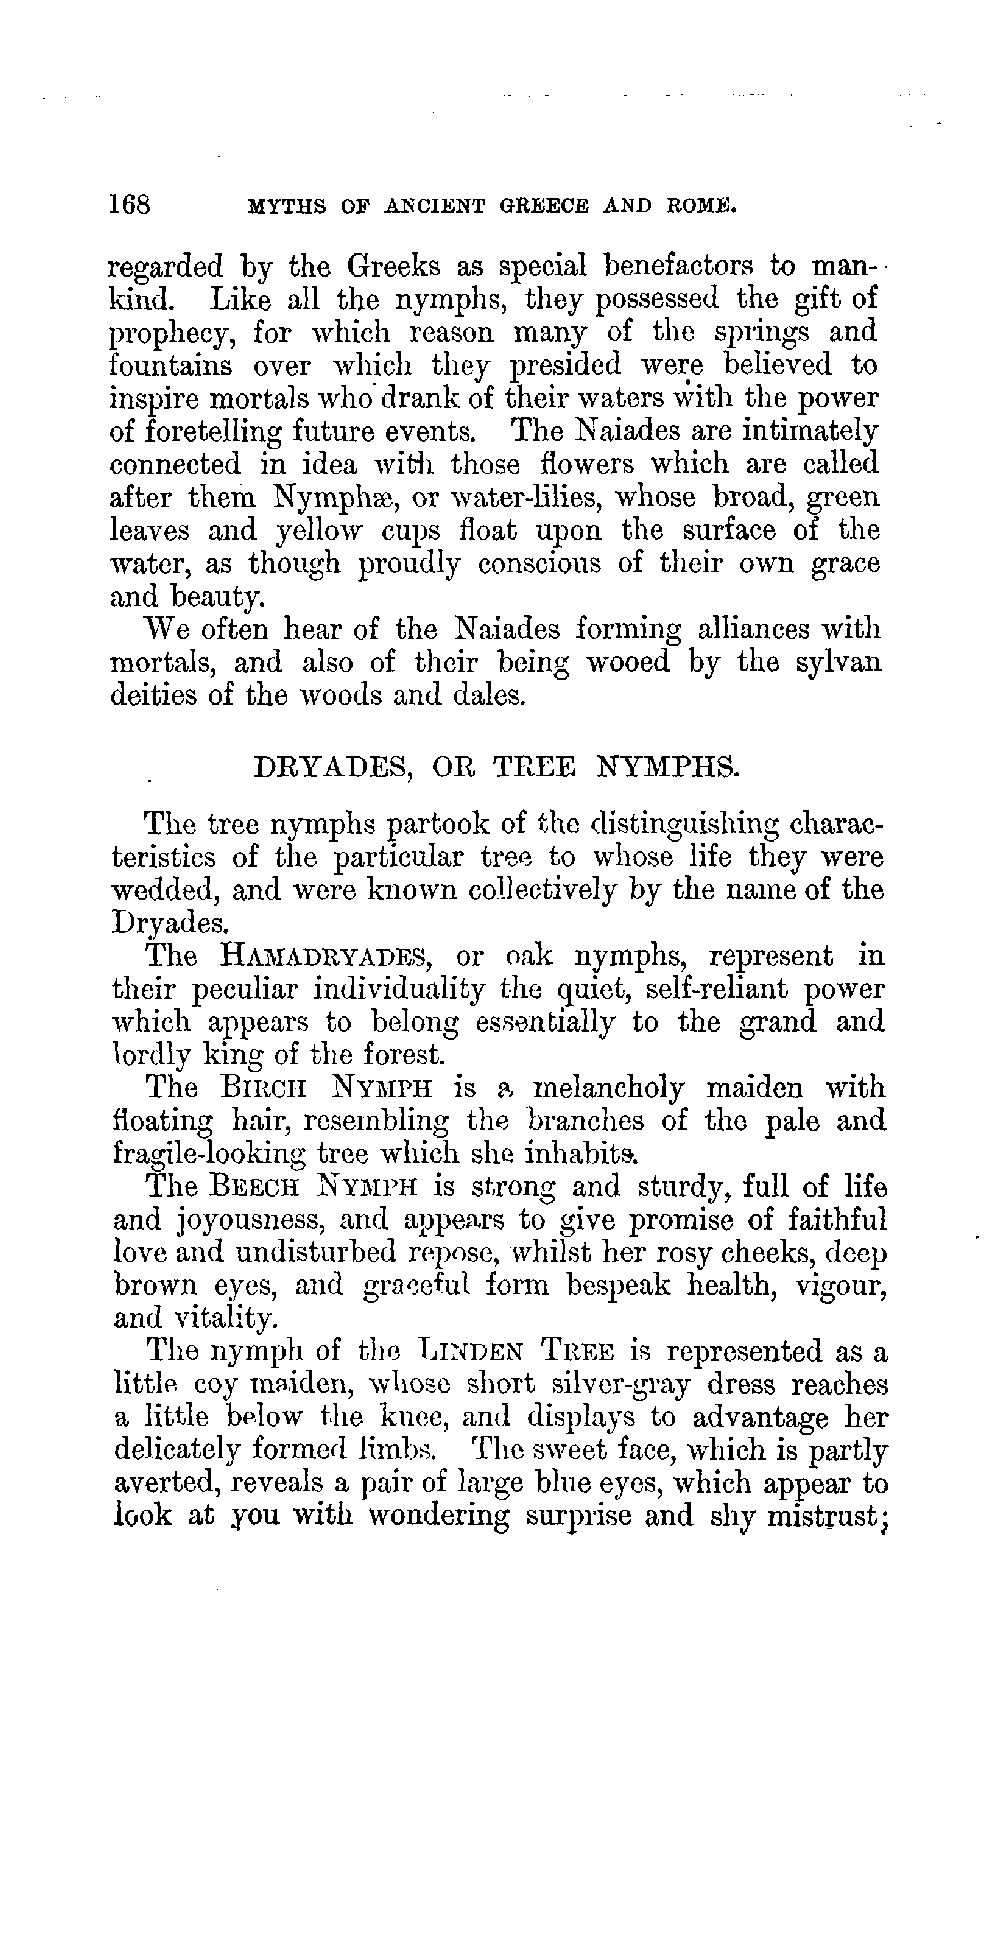 168 MYTHS OF ANCIENT GREECE AND ROME.
regarded by the Greeks as special benefactors to man-
kind. Like all the nymphs, they possessed the gift of
prophecy, for which reason many of the springs and
fountains over which they presided were believed to
inspire mortals who drank of their waters with the power
of foretelling future events. The Naiades are intimately
connected in idea with those flowers which are called
after them Nymphæ, or water-lilies, whose broad, green
leaves and yellow cups float upon the surface of the
water, as though proudly conscious of their own grace
and beauty.
We often hear of the Naiades forming alliances with
mortals, and also of their being wooed by the sylvan
deities of the woods and dales.
DRYADES, OR TREE NYMPHS.
The tree nymphs partook of the distinguishing charac-
teristics of the particular tree to whose life they were
wedded, and were known collectively by the name of the
Dryades.
The HAMADRYADES, or oak nymphs, represent in
their peculiar individuality the quiet, self-reliant power
which appears to belong essentially to the grand and
lordly king of the forest.
The BIRCH NYMPH is a melancholy maiden with
floating hair, resembling the branches of the pale and
fragile-looking tree which she inhabits.
The BEECH NYMPH is strong and sturdy, full of life
and joyousness, and appears to give promise of faithful
love and undisturbed repose, whilst her rosy cheeks, deep
brown eyes, and graceful form bespeak health, vigour,
and vitality.
The nymph of the LINDEN TREE is represented as a
little coy maiden, whose short silver-gray dress reaches
a little below the knee, and displays to advantage her
delicately formed limbs. The sweet face, which is partly
averted, reveals a pair of large blue eyes, which appear to
look at you with wondering surprise and shy mistrust;